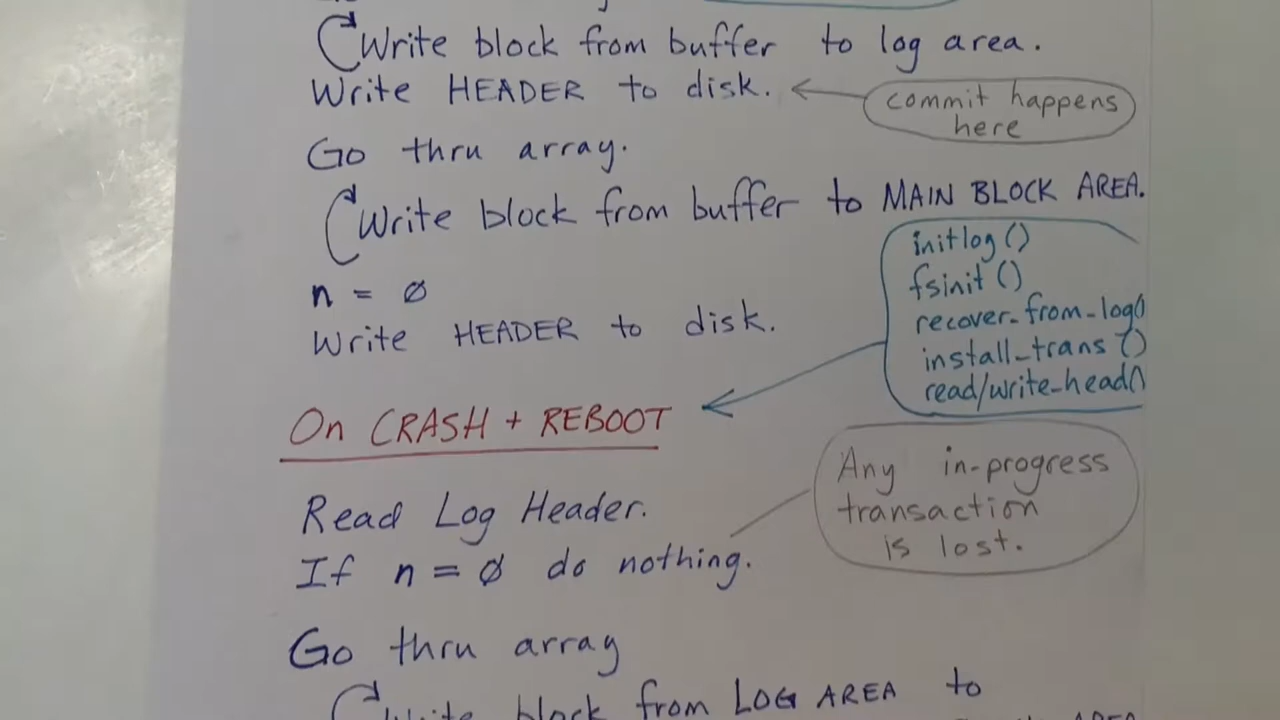 Write block from buffer to log area.
Write HEADER to disk.
commit happens
here
Go thru array.
Write block from buffer to MAIN BLOCK AREA.
n = ∅
Write HEADER to disk.
initlog()
fsinit()
recover_from_log()
install_trans()
read/write_head()
On CRASH + REBOOT
Read Log Header.
If n = ∅ do nothing.
Any in-progress
transaction
is lost.
Go thru array
Write block from LOG AREA to
AREA